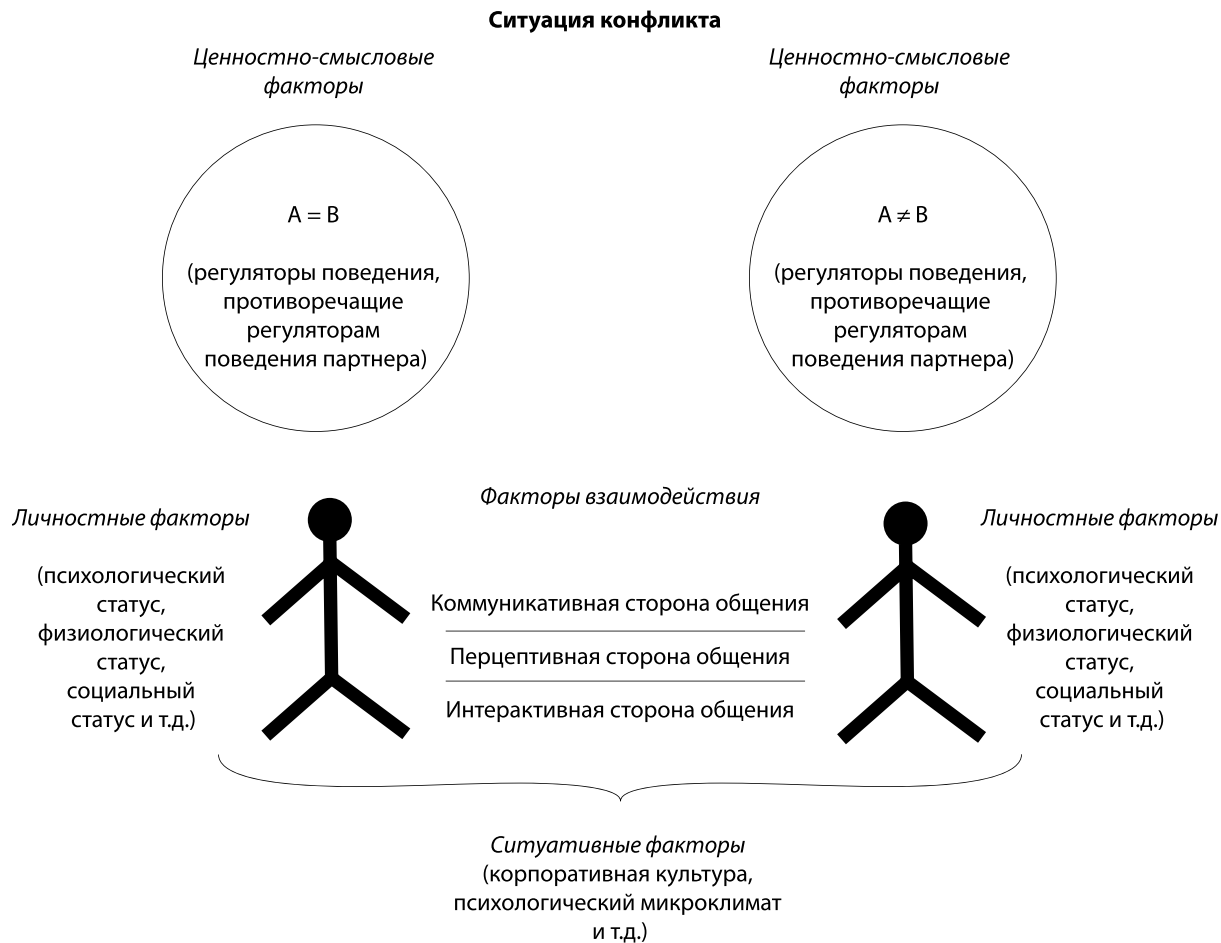 Ситуация конфликта
Ценностно-смысловые
факторы
A = B
(регуляторы поведения,
противоречащие
регуляторам
поведения партнера)
Ценностно-смысловые
факторы
A ≠ B
(регуляторы поведения,
противоречащие
регуляторам
поведения партнера)
Личностные факторы
(психологический
статус,
физиологический
статус,
социальный
статус и т.д.)
Факторы взаимодействия
Коммуникативная сторона общения
Перцептивная сторона общения
Интерактивная сторона общения
Личностные факторы
(психологический
статус,
физиологический
статус,
социальный
статус и т.д.)
Ситуативные факторы
(корпоративная культура,
психологический микроклимат
и т.д.)